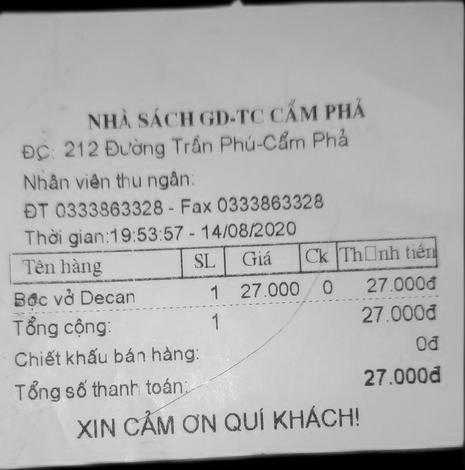 NHÀ SÁCH GD-TC CẨM PHẢ
ĐC: 212 Đường Trần Phú-Cẩm Phả
Nhân viên thu ngân:
ĐT 0333863328 - Fax 0333863328
Thời gian:19:53:57 - 14/08/2020
Tên hàng SL Giá Ck Th□nh tiền
Bọc vở Decan 1 27.000 0 27.000đ
Tổng cộng: 1 27.000đ
Chiết khấu bán hàng: 0đ
Tổng số thanh toán: 27.000đ
XIN CẢM ƠN QUÍ KHÁCH!